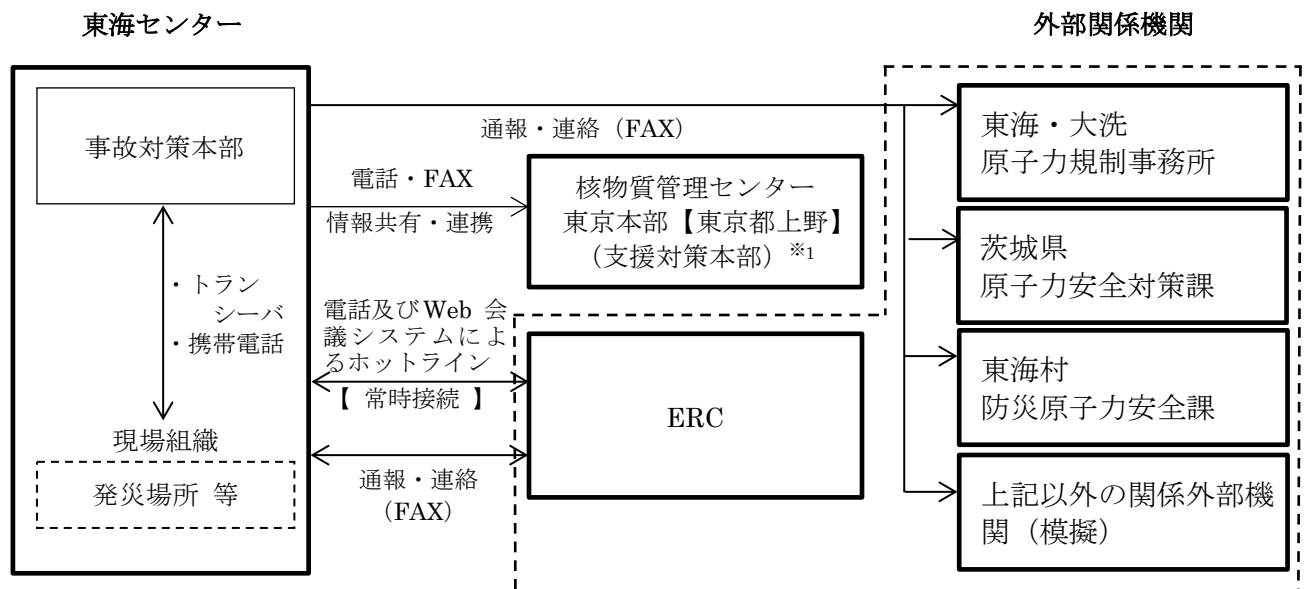 東海センター
外部関係機関
事故対策本部
・トラン
シーバ
・携帯電話
現場組織
発災場所 等
通報・連絡（FAX）
電話・FAX
情報共有・連携
核物質管理センター
東京本部【東京都上野】
（支援対策本部）※1
電話及びWeb 会
議システムによ
るホットライン
【 常時接続 】
ERC
通報・連絡
（FAX）
東海・大洗
原子力規制事務所
茨城県
原子力安全対策課
東海村
防災原子力安全課
上記以外の関係外部機
関（模擬）